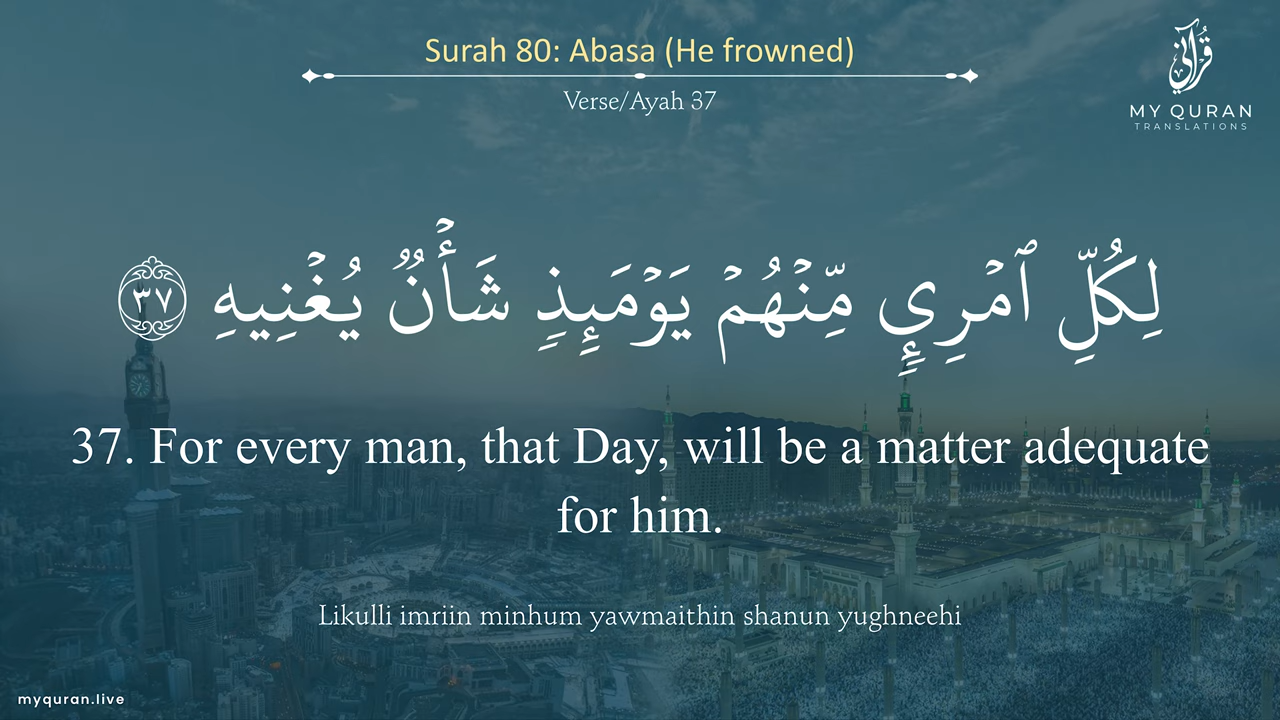 Surah 80: Abasa (He frowned)
Verse/Ayah 37
قرآني
MY QURAN
TRANSLATIONS
لِكُلِّ ٱمْرِئٍ مِّنْهُمْ يَوْمَئِذٍ شَأْنٌ يُغْنِيهِ ٣٧
37. For every man, that Day, will be a matter adequate
for him.
Likulli imriin minhum yawmaithin shanun yughneehi
myquran.live